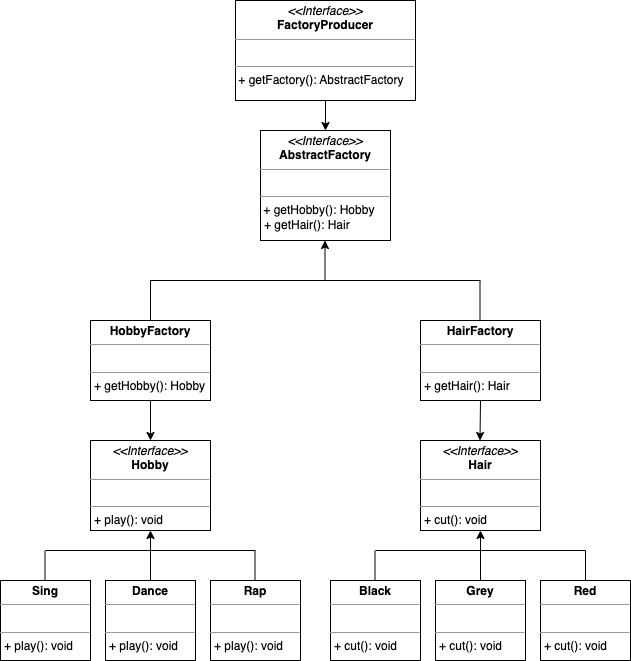 <<Interface>>
FactoryProducer
+ getFactory(): AbstractFactory
<<Interface>>
AbstractFactory
+ getHobby(): Hobby
+ getHair(): Hair
HobbyFactory
+ getHobby(): Hobby
HairFactory
+ getHair(): Hair
<<Interface>>
Hobby
+ play(): void
<<Interface>>
Hair
+ cut(): void
Sing
+ play(): void
Dance
+ play(): void
Rap
+ play(): void
Black
+ cut(): void
Grey
+ cut(): void
Red
+ cut(): void